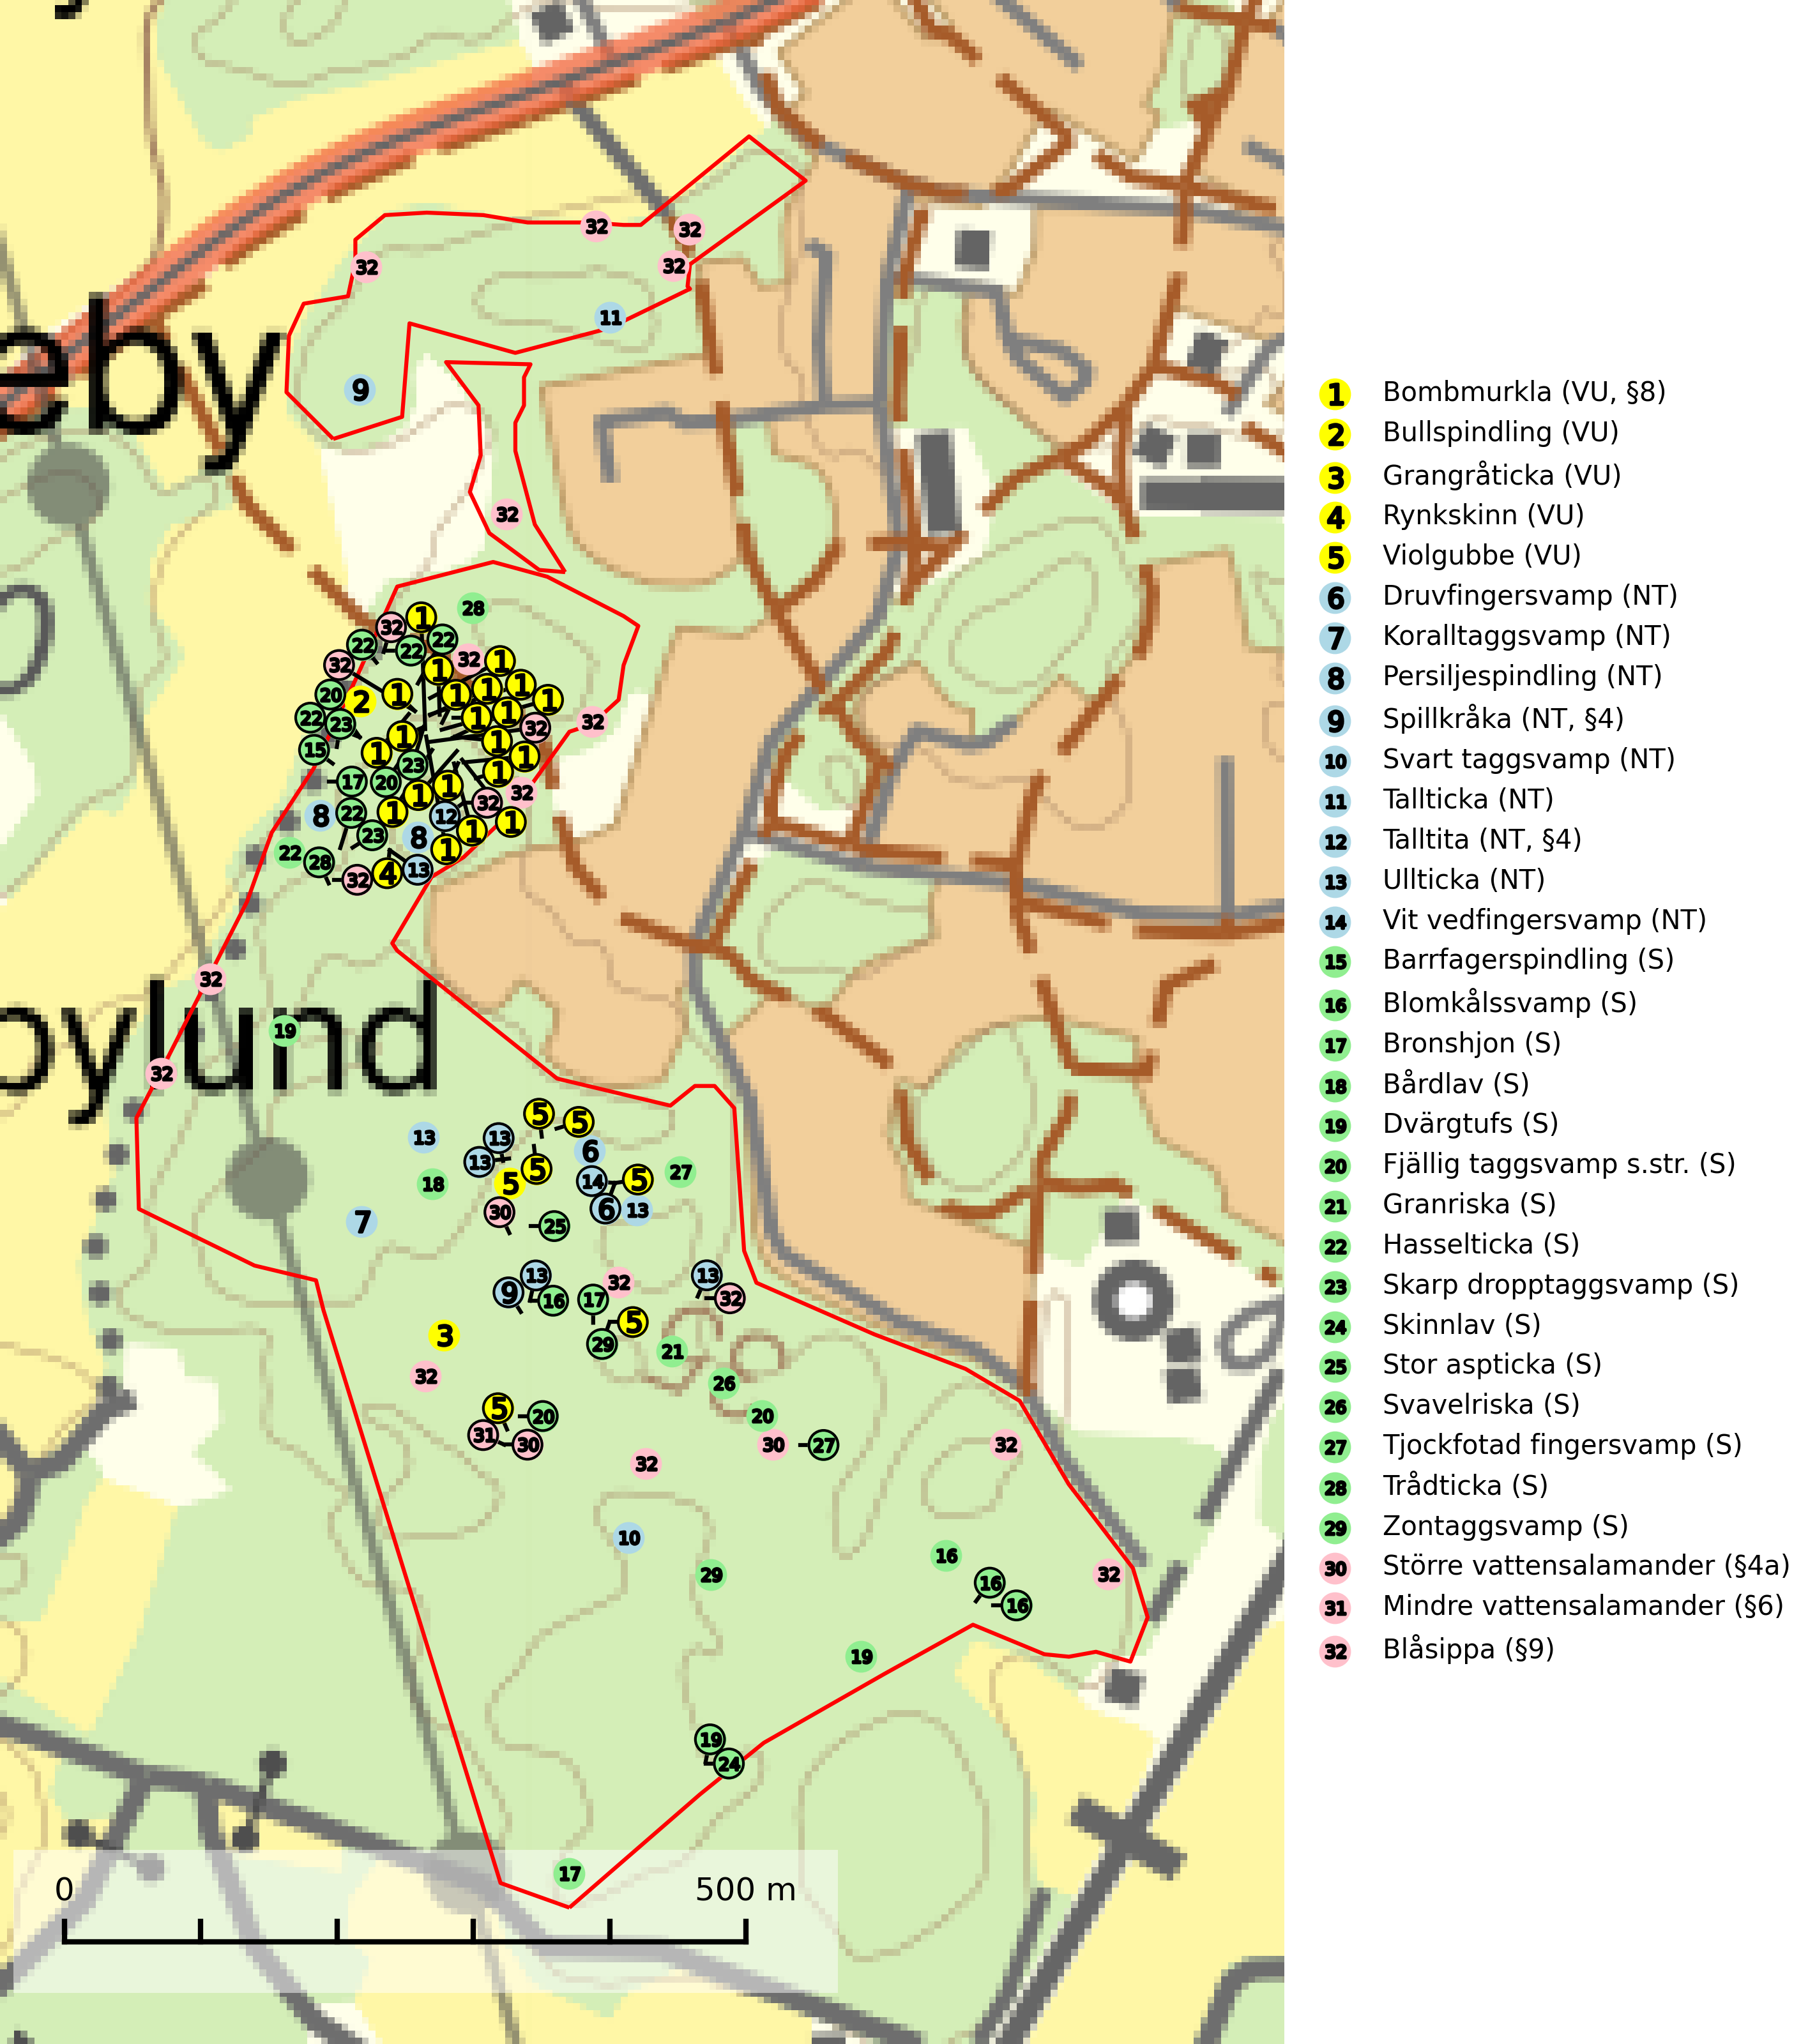 eby
bylund
0 500 m
1 Bombmurkla (VU, §8)
2 Bullspindling (VU)
3 Grangråticka (VU)
4 Rynkskinn (VU)
5 Violgubbe (VU)
6 Druvfingersvamp (NT)
7 Koralltaggsvamp (NT)
8 Persiljespindling (NT)
9 Spillkråka (NT, §4)
10 Svart taggsvamp (NT)
11 Tallticka (NT)
12 Talltita (NT, §4)
13 Ullticka (NT)
14 Vit vedfingersvamp (NT)
15 Barrfagerspindling (S)
16 Blomkålssvamp (S)
17 Bronshjon (S)
18 Bårdlav (S)
19 Dvärgtufs (S)
20 Fjällig taggsvamp s.str. (S)
21 Granriska (S)
22 Hasselticka (S)
23 Skarp dropptaggsvamp (S)
24 Skinnlav (S)
25 Stor aspticka (S)
26 Svavelriska (S)
27 Tjockfotad fingersvamp (S)
28 Trådticka (S)
29 Zontaggsvamp (S)
30 Större vattensalamander (§4a)
31 Mindre vattensalamander (§6)
32 Blåsippa (§9)